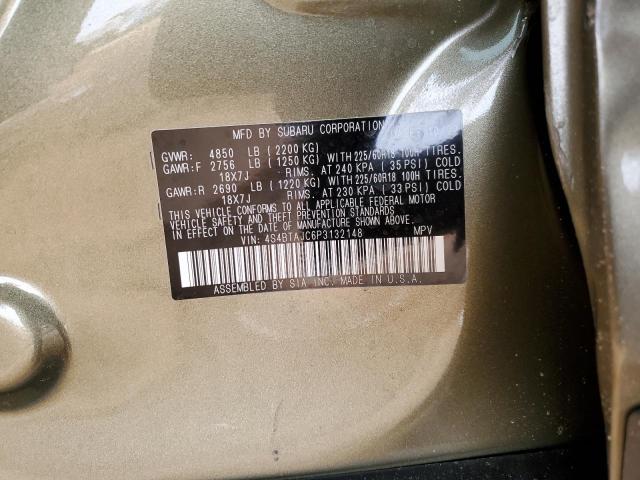 MFD BY SUBARU CORPORATION
GVWR: 4850 LB (2200 KG)
GAWR:F 2756 LB (1250 KG) WITH 225/60R18 100H TIRES.
18X7J RIMS. AT 240 KPA (35 PSI) COLD
GAWR:R 2690 LB (1220 KG) WITH 225/60R18 100H TIRES.
18X7J RIMS. AT 230 KPA (33 PSI) COLD
THIS VEHICLE CONFORMS TO ALL APPLICABLE FEDERAL MOTOR
VEHICLE SAFETY, BUMPER, AND THEFT PREVENTION STANDARDS
IN EFFECT ON THE DATE OF MANUFACTURE SHOWN ABOVE.
VIN: 4S4BTAJC6P3132148 MPV
ASSEMBLED BY SIA INC. MADE IN U.S.A.